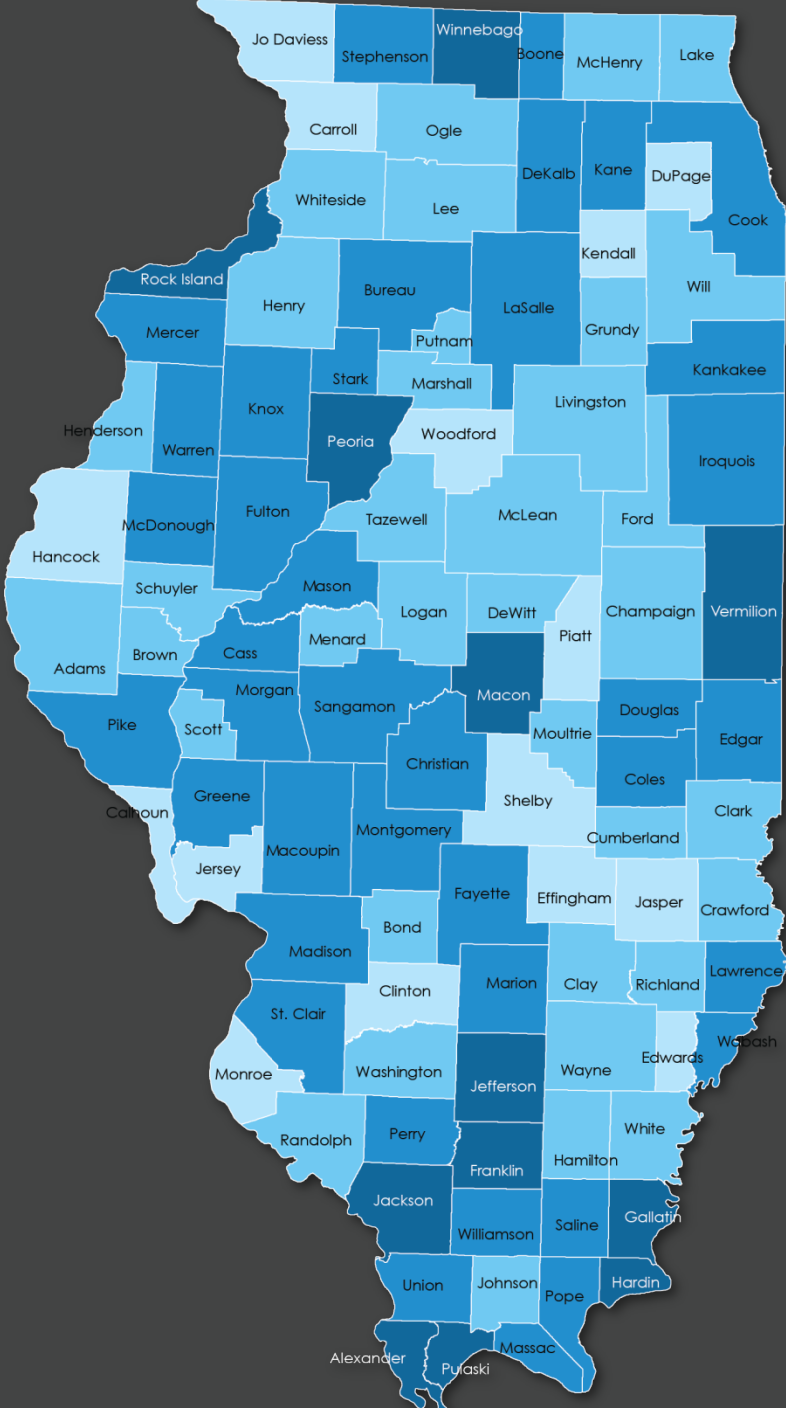 Jo Daviess
Stephenson
Winnebago
Boone
McHenry
Lake
Carroll
Ogle
DeKalb
Kane
DuPage
Cook
Whiteside
Lee
Kendall
Will
Rock Island
Henry
Bureau
LaSalle
Grundy
Mercer
Putnam
Kankakee
Stark
Marshall
Knox
Livingston
Henderson
Warren
Peoria
Woodford
Iroquois
McDonough
Fulton
Tazewell
McLean
Ford
Hancock
Schuyler
Mason
Logan
DeWitt
Champaign
Vermilion
Adams
Brown
Cass
Menard
Piatt
Morgan
Sangamon
Macon
Douglas
Pike
Scott
Moultrie
Edgar
Christian
Coles
Greene
Shelby
Calhoun
Macoupin
Montgomery
Cumberland
Clark
Jersey
Fayette
Effingham
Jasper
Crawford
Bond
Madison
Marion
Clay
Richland
Lawrence
Clinton
St. Clair
Wabash
Monroe
Washington
Jefferson
Wayne
Edwards
Randolph
Perry
Franklin
Hamilton
White
Jackson
Williamson
Saline
Gallatin
Union
Johnson
Pope
Hardin
Alexander
Pulaski
Massac